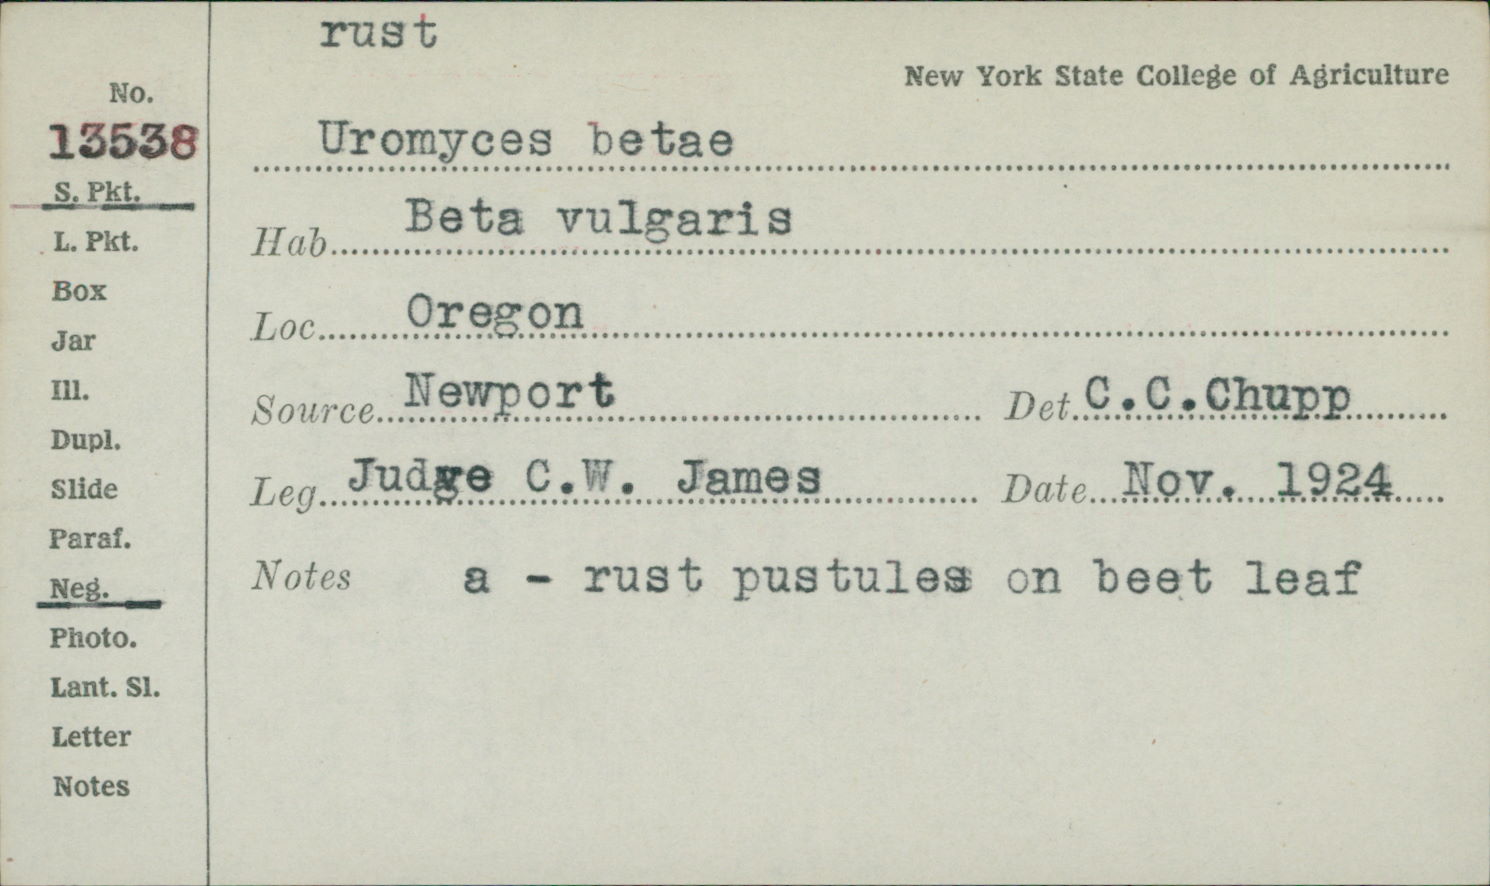 rust
New York State College of Agriculture
No.
13538
Uromyces betae
S. Pkt.
Hab. Beta vulgaris
L. Pkt.
Box
Loc. Oregon
Jar
Ill.
Source Newport Det. C.C.Chupp
Dupl.
Slide
Leg. Judge C.W. James Date Nov. 1924
Paraf.
Neg.
Notes a - rust pustules on beet leaf
Photo.
Lant. Sl.
Letter
Notes